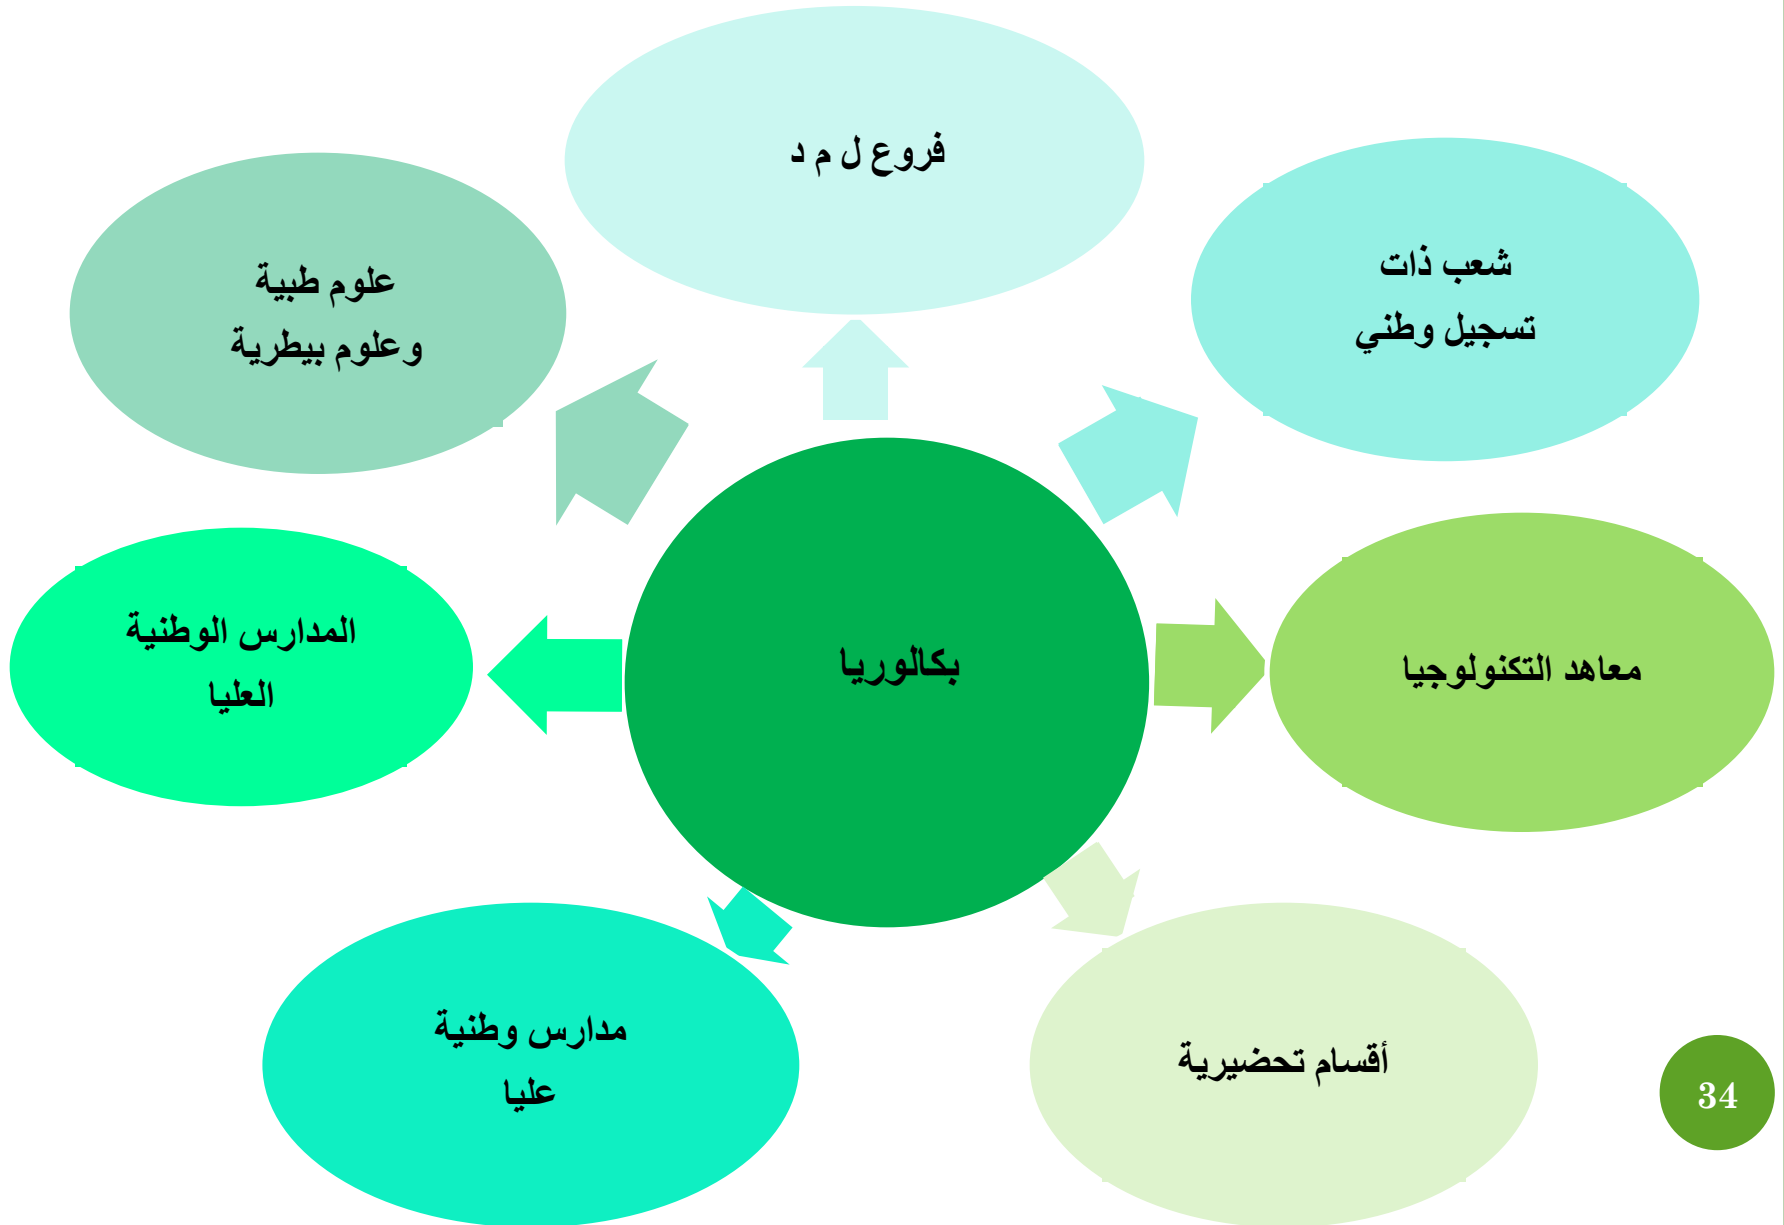 فروع ل م د
شعب ذات
تسجيل وطني
علوم طبية
وعلوم بيطرية
معاهد التكنولوجيا
بكالوريا
المدارس الوطنية
العليا
أقسام تحضيرية
مدارس وطنية
عليا
34